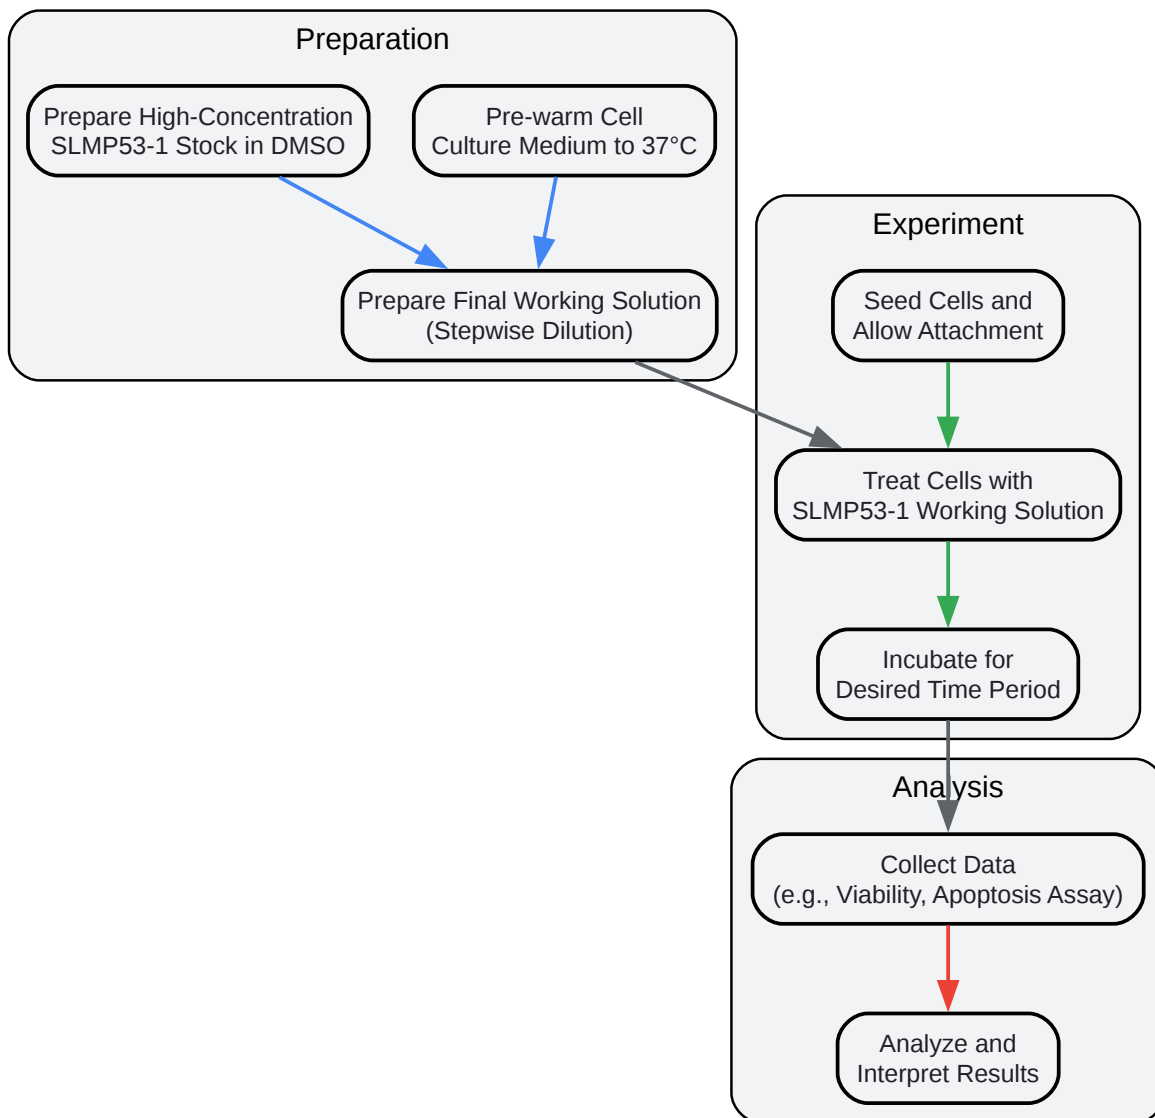 Preparation
Prepare High-Concentration
SLMP53-1 Stock in DMSO
Pre-warm Cell
Culture Medium to 37°C
Prepare Final Working Solution
(Stepwise Dilution)
Experiment
Seed Cells and
Allow Attachment
Treat Cells with
SLMP53-1 Working Solution
Incubate for
Desired Time Period
Analysis
Collect Data
(e.g., Viability, Apoptosis Assay)
Analyze and
Interpret Results